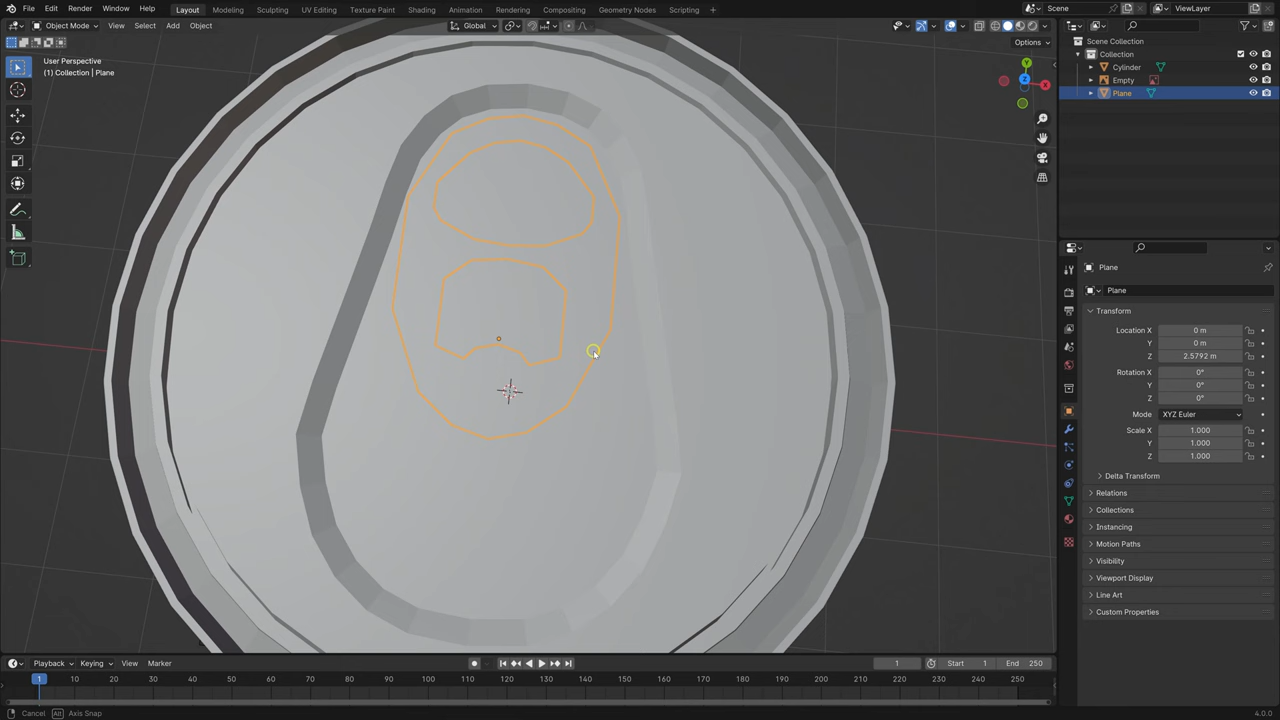 File Edit Render Window Help Layout Modeling Sculpting UV Editing Texture Paint Shading Animation Rendering Compositing Geometry Nodes Scripting + Scene ViewLayer
Object Mode View Select Add Object Global Options
User Perspective
(1) Collection | Plane
Y
Z
X
Scene Collection
Collection
Cylinder
Empty
Plane
Plane
Plane
Transform
Location X 0 m
Y 0 m
Z 2.5792 m
Rotation X 0°
Y 0°
Z 0°
Mode XYZ Euler
Scale X 1.000
Y 1.000
Z 1.000
Delta Transform
Relations
Collections
Instancing
Motion Paths
Visibility
Viewport Display
Line Art
Custom Properties
Playback Keying View Marker 1 Start 1 End 250
1 10 20 30 40 50 60 70 80 90 100 110 120 130 140 150 160 170 180 190 200 210 220 230 240 250
Cancel Alt Axis Snap 4.0.0